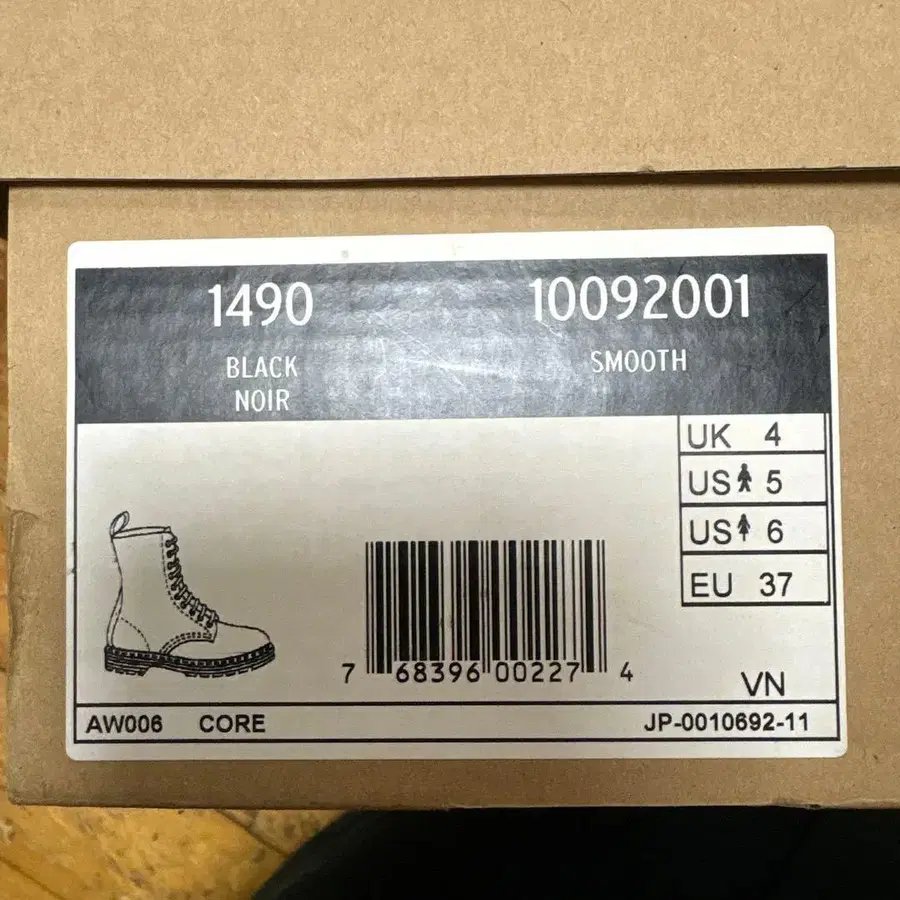 1490 10092001
BLACK SMOOTH
NOIR
UK 4
US 5
US 6
EU 37
7 68396 00227 4
VN
AW006 CORE JP-0010692-11